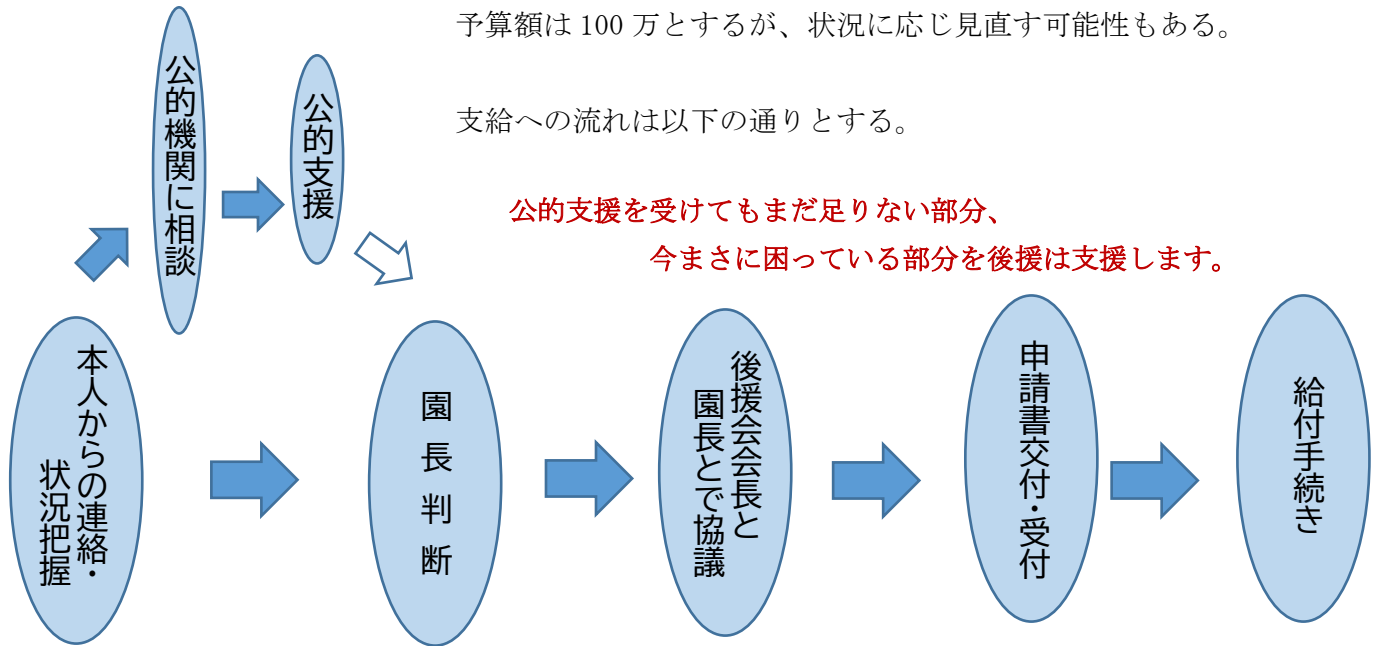 予算額は100万とするが、状況に応じ見直す可能性もある。
支給への流れは以下の通りとする。
公的支援を受けてもまだ足りない部分、
今まさに困っている部分を後援は支援します。
公的機関に相談
公的支援
本人からの連絡・
状況把握
園長判断
後援会会長と
園長とで協議
申請書交付・受付
給付手続き